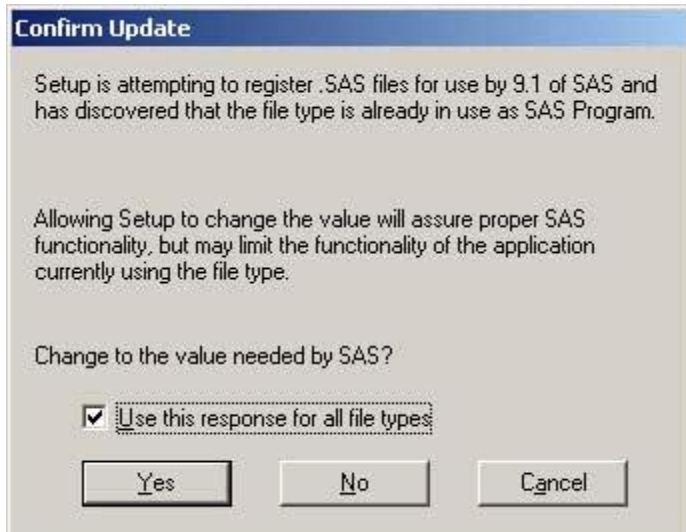 Confirm Update
Setup is attempting to register .SAS files for use by 9.1 of SAS and
has discovered that the file type is already in use as SAS Program.
Allowing Setup to change the value will assure proper SAS
functionality, but may limit the functionality of the application
currently using the file type.
Change to the value needed by SAS?
Use this response for all file types
Yes
No
Cancel